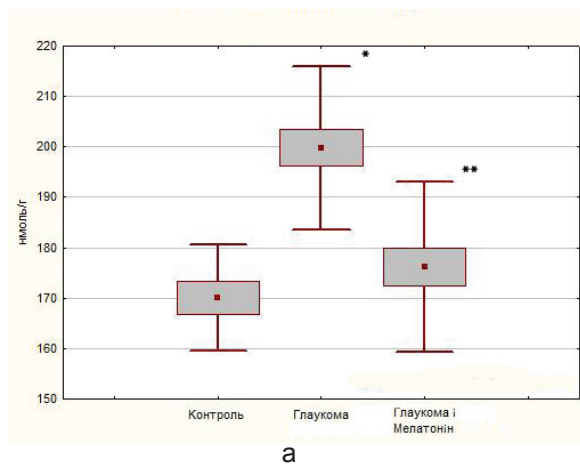 220
210
200
190
180
170
160
150
нмоль/г
*
**
Контроль
Глаукома
Глаукома і
Мелатонін
а